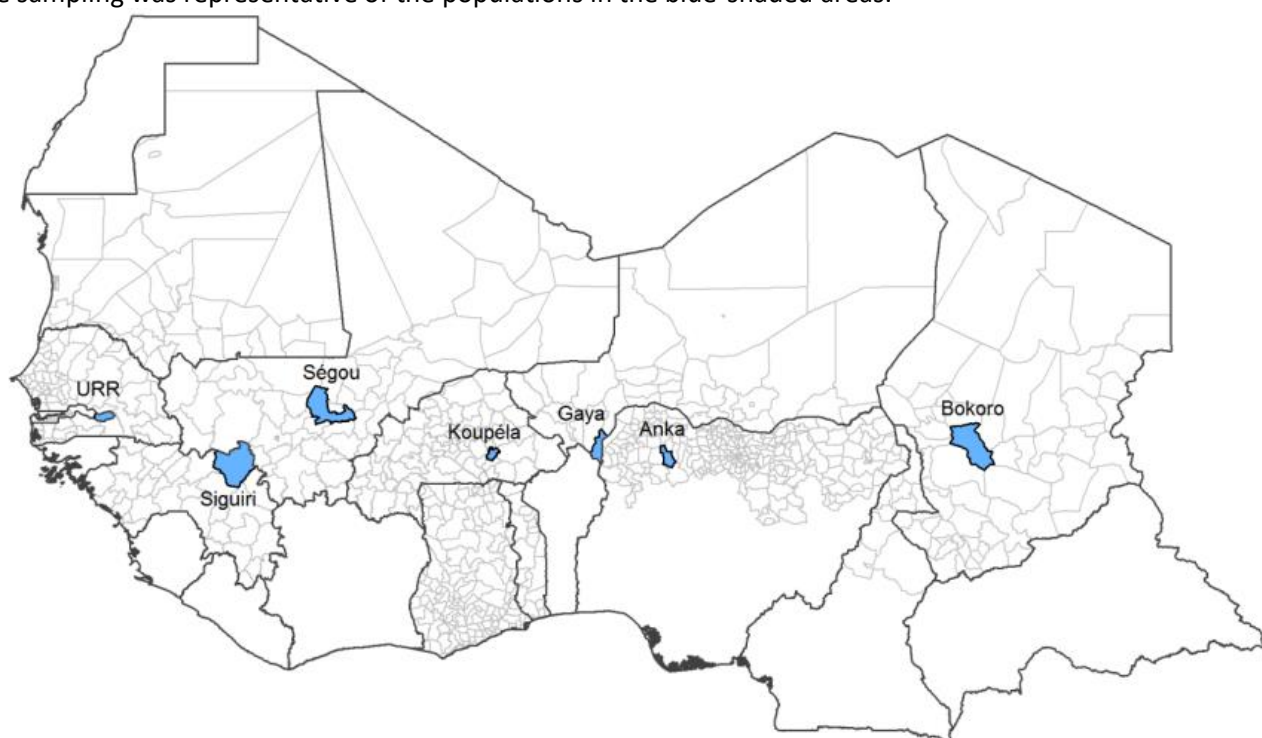 e sampling was representative of the populations in the blue-shaded areas.
Ségou
URR
Bokoro
Gaya
Anka
Koupéla
Siguiri